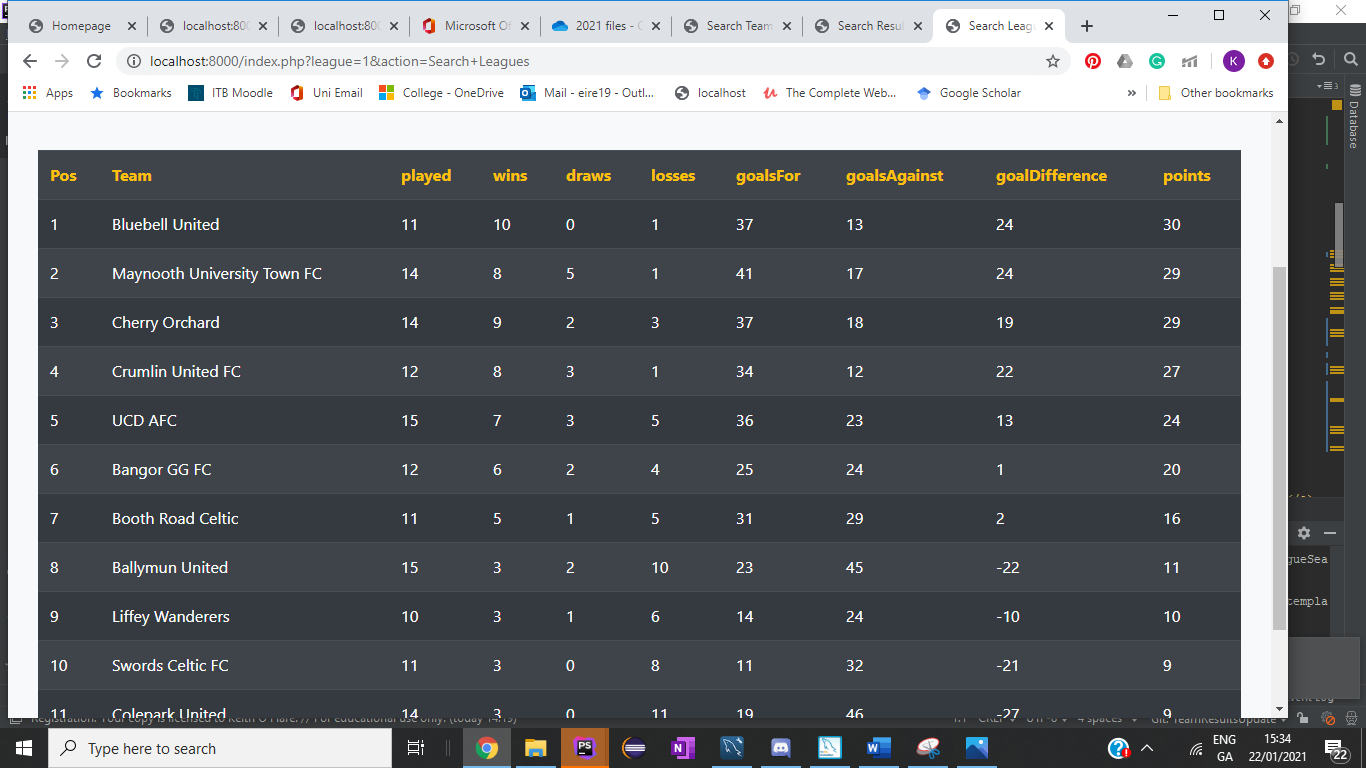 Homepage localhost:800 localhost:800 Microsoft Of 2021 files - O Search Team Search Resul Search Leag
localhost:8000/index.php?league=1&action=Search+Leagues
K
Apps Bookmarks ITB Moodle Uni Email College - OneDrive Mail - eire19 - Outl... localhost The Complete Web... Google Scholar » Other bookmarks
3
Database
Pos Team played wins draws losses goalsFor goalsAgainst goalDifference points
1 Bluebell United 11 10 0 1 37 13 24 30
2 Maynooth University Town FC 14 8 5 1 41 17 24 29
3 Cherry Orchard 14 9 2 3 37 18 19 29
4 Crumlin United FC 12 8 3 1 34 12 22 27
5 UCD AFC 15 7 3 5 36 23 13 24
6 Bangor GG FC 12 6 2 4 25 24 1 20
7 Booth Road Celtic 11 5 1 5 31 29 2 16
8 Ballymun United 15 3 2 10 23 45 -22 11
gueSea
templa
9 Liffey Wanderers 10 3 1 6 14 24 -10 10
10 Swords Celtic FC 11 3 0 8 11 32 -21 9
11 Colepark United 14 3 0 11 19 46 -27 9
Registration: Your copy is licensed to Keith O'Hare. // For educational use only. (today 14:19) 4 spaces Git: TeamResultsUpdate
Type here to search
PS
N
W
ENG
GA
15:34
22/01/2021
22